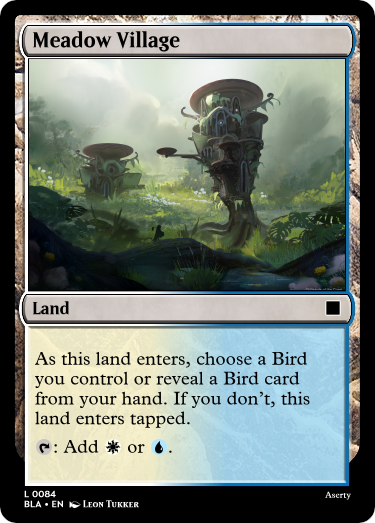 Meadow Village
Land
As this land enters, choose a Bird
you control or reveal a Bird card
from your hand. If you don't, this
land enters tapped.
: Add or .
L 0084
BLA • EN Leon Tukker
Aserty